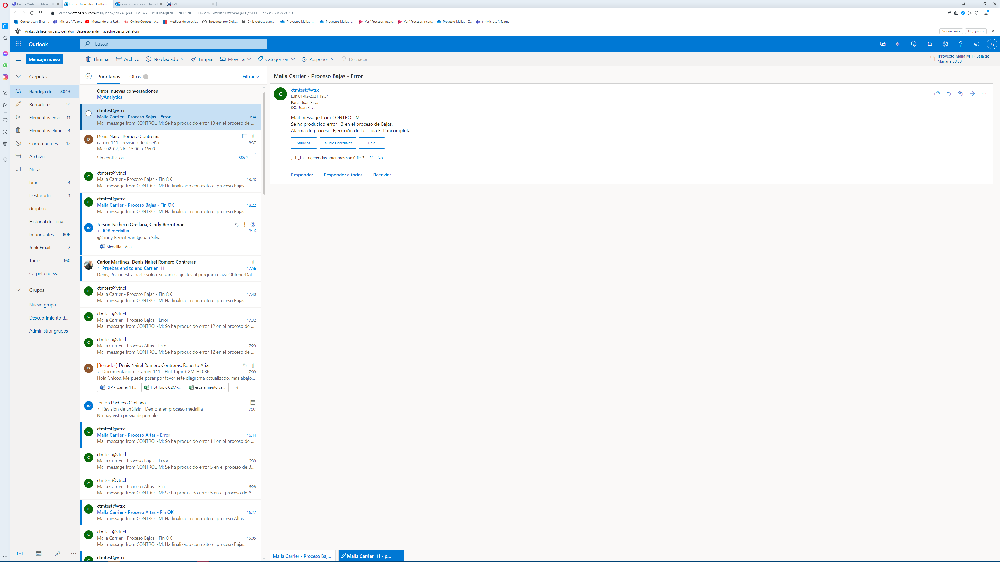 Carlos Martinez | Microsoft
Correo: Juan Silva - Outlook
Correo: Juan Silva - Outlook
EMOL
outlook.office365.com/mail/inbox/id/
Correo: Juan Silva -...
Microsoft Teams
Montando una Red...
Online Courses - A...
Medidor de velocid...
Speedtest por Ookl...
Chile debuta este...
Proyectos Mallas -...
Proyectos Mallas -...
Ver "Procesos Incon...
Ver "Procesos incon...
Proyecto Mallas - O...
(1) Microsoft Teams
Acabas de hacer un gesto del ratón. ¿Deseas aprender más sobre gestos del ratón?
Sí, dime más
No, gracias
Outlook
Buscar
JS
Mensaje nuevo
Eliminar
Archivo
No deseado
Limpiar
Mover a
Categorizar
Posponer
Deshacer
[Proyecto Malla M1] - Sala de
Mañana 08:30
Carpetas
Bandeja de... 3043
Borradores 91
Elementos envi... 11
Elementos elimi... 4
Correo no des... 12
Archivo
Notas
bmc 4
Destacados 1
dropbox
Historial de conv...
Importantes 806
Junk Email 7
Todos 160
Carpeta nueva
Grupos
Nuevo grupo
Descubrimiento d...
Administrar grupos
Prioritarios
Otros 1
Filtrar
Otros: nuevas conversaciones
MyAnalytics
ctmtest@vtr.cl
Malla Carrier - Proceso Bajas - Error 19:34
Mail message from CONTROL-M: Se ha producido error 13 en el proceso de ...
D
Denis Nairel Romero Contreras
carrier 111 - revision de diseño 18:37
Mar 02-02, 'de' 15:00 a 16:00
Sin conflictos
RSVP
C
ctmtest@vtr.cl
Malla Carrier - Proceso Bajas - Fin OK 18:28
Mail message from CONTROL-M: Ha finalizado con exito el proceso Bajas.
C
ctmtest@vtr.cl
Malla Carrier - Proceso Bajas - Fin OK 18:22
Mail message from CONTROL-M: Ha finalizado con exito el proceso Bajas.
JO
Jerson Pacheco Orellana; Cindy Berroteran
JOB medallia 18:16
@Cindy Berroteran @Juan Silva
Medallia - Anali...
Carlos Martinez; Denis Nairel Romero Contreras
Pruebas end to end Carrier 111 17:56
Denis, Por nuestra parte solo realizamos ajustes al programa java ObtenerDat...
C
ctmtest@vtr.cl
Malla Carrier - Proceso Bajas - Fin OK 17:40
Mail message from CONTROL-M: Ha finalizado con exito el proceso Bajas.
C
ctmtest@vtr.cl
Malla Carrier - Proceso Bajas - Error 17:32
Mail message from CONTROL-M: Se ha producido error 12 en el proceso de ...
C
ctmtest@vtr.cl
Malla Carrier - Proceso Altas - Error 17:29
Mail message from CONTROL-M: Se ha producido error 12 en el proceso de ...
D
[Borrador] Denis Nairel Romero Contreras; Roberto Arias
Documentación - Carrier 111 - Hot Topic C2M-HT036 17:09
Hola Chicos, Me puede pasar por favor este diagrama actualizado, mas abajo...
RFP - Carrier 11...
Hot Topic C2M-...
escalamiento ca...
+9
JO
Jerson Pacheco Orellana
Revisión de análisis - Demora en proceso medallia 17:07
No hay vista previa disponible.
C
ctmtest@vtr.cl
Malla Carrier - Proceso Altas - Error 16:44
Mail message from CONTROL-M: Se ha producido error 11 en el proceso de ...
C
ctmtest@vtr.cl
Malla Carrier - Proceso Bajas - Error 16:39
Mail message from CONTROL-M: Se ha producido error 5 en el proceso de B...
C
ctmtest@vtr.cl
Malla Carrier - Proceso Altas - Error 16:28
Mail message from CONTROL-M: Se ha producido error 5 en el proceso de Al...
C
ctmtest@vtr.cl
Malla Carrier - Proceso Altas - Fin OK 16:27
Mail message from CONTROL-M: Ha finalizado con exito el proceso Altas.
C
ctmtest@vtr.cl
Malla Carrier - Proceso Bajas - Fin OK 15:05
Mail message from CONTROL-M: Ha finalizado con exito el proceso Bajas.
C
ctmtest@vtr.cl
Malla Carrier - Proceso Bajas - Error
C
ctmtest@vtr.cl
Lun 01-02-2021 19:34
Para: Juan Silva
CC: Juan Silva
Mail message from CONTROL-M:
Se ha producido error 13 en el proceso de Bajas.
Alarma de proceso: Ejecución de la copia FTP incompleta.
Saludos.
Saludos cordiales.
Baja
¿Las sugerencias anteriores son útiles? Sí No
Responder
Responder a todos
Reenviar
Malla Carrier - Proceso Baj...
Malla Carrier 111 - p...